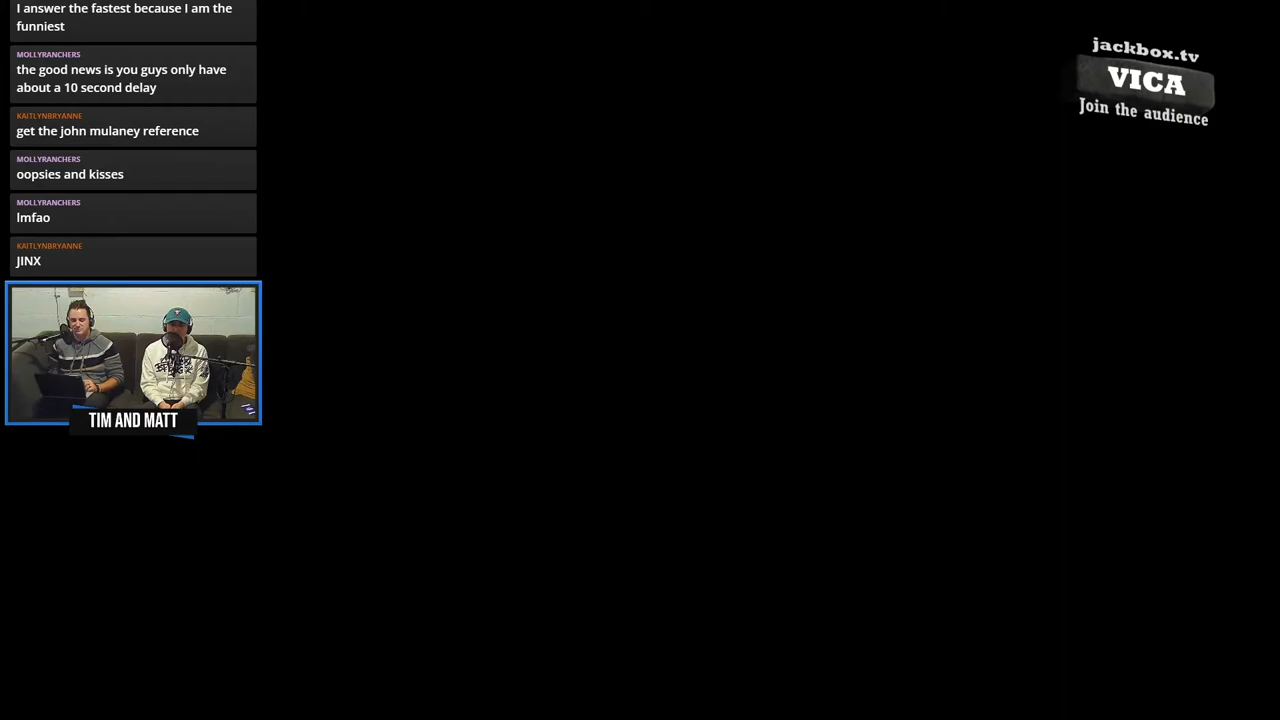 I answer the fastest because I am the
funniest
MOLLYRANCHERS
the good news is you guys only have
about a 10 second delay
KAITLYNBRYANNE
get the john mulaney reference
MOLLYRANCHERS
oopsies and kisses
MOLLYRANCHERS
lmfao
KAITLYNBRYANNE
JINX
TIM AND MATT
jackbox.tv
VICA
Join the audience